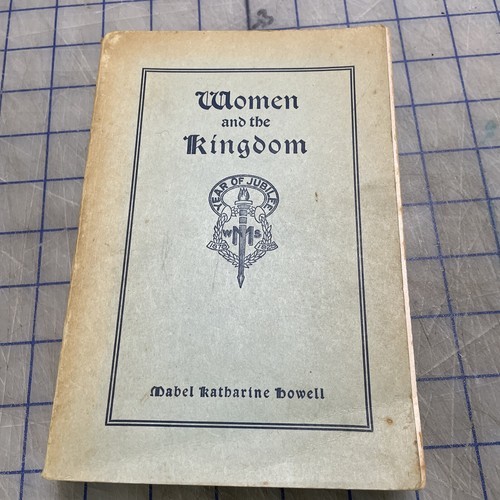 Women
and the
Kingdom
YEAR OF JUBILEE
WMS
Mabel Katharine Howell